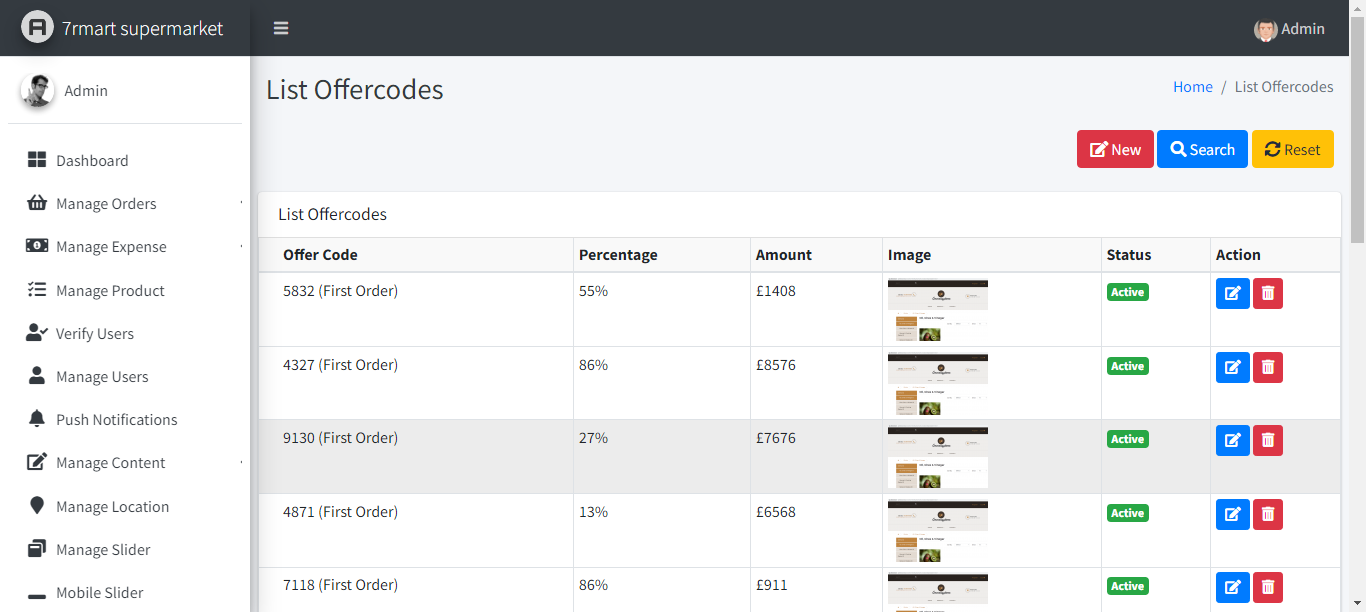 7rmart supermarket
Admin
Admin
List Offercodes
Home / List Offercodes
New Search Reset
Dashboard
Manage Orders
Manage Expense
Manage Product
Verify Users
Manage Users
Push Notifications
Manage Content
Manage Location
Manage Slider
Mobile Slider
List Offercodes
Offer Code Percentage Amount Image Status Action
5832 (First Order) 55% £1408 Active
4327 (First Order) 86% £8576 Active
9130 (First Order) 27% £7676 Active
4871 (First Order) 13% £6568 Active
7118 (First Order) 86% £911 Active